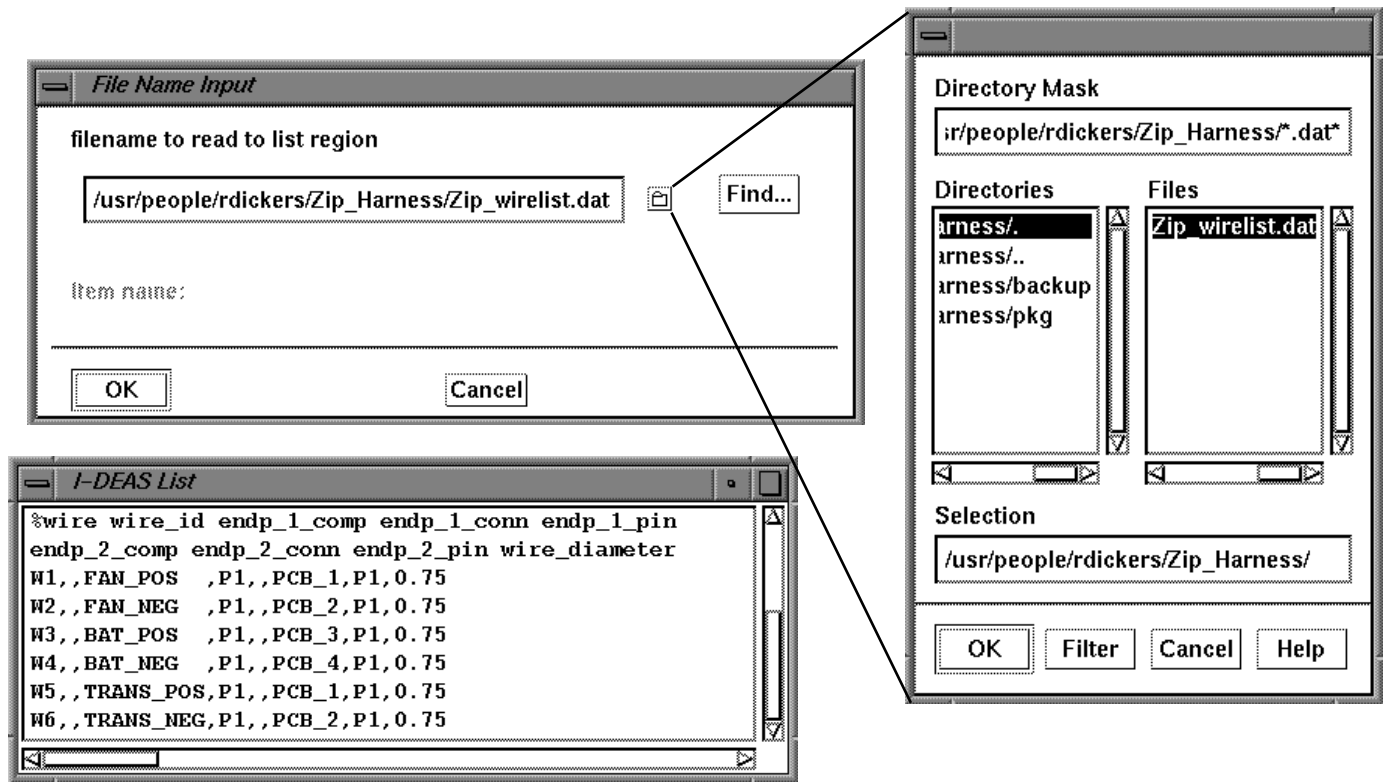 File Name Input
filename to read to list region
/usr/people/rdickers/Zip_Harness/Zip_wirelist.dat
Find...
Item name:
OK
Cancel
I-DEAS List
%wire wire_id endp_1_comp endp_1_conn endp_1_pin
endp_2_comp endp_2_conn endp_2_pin wire_diameter
W1,,FAN_POS  ,P1,,PCB_1,P1,0.75
W2,,FAN_NEG  ,P1,,PCB_2,P1,0.75
W3,,BAT_POS  ,P1,,PCB_3,P1,0.75
W4,,BAT_NEG  ,P1,,PCB_4,P1,0.75
W5,,TRANS_POS,P1,,PCB_1,P1,0.75
W6,,TRANS_NEG,P1,,PCB_2,P1,0.75
Directory Mask
sr/people/rdickers/Zip_Harness/*.dat*
Directories
arness/.
arness/..
arness/backup
arness/pkg
Files
Zip_wirelist.dat
Selection
/usr/people/rdickers/Zip_Harness/
OK
Filter
Cancel
Help